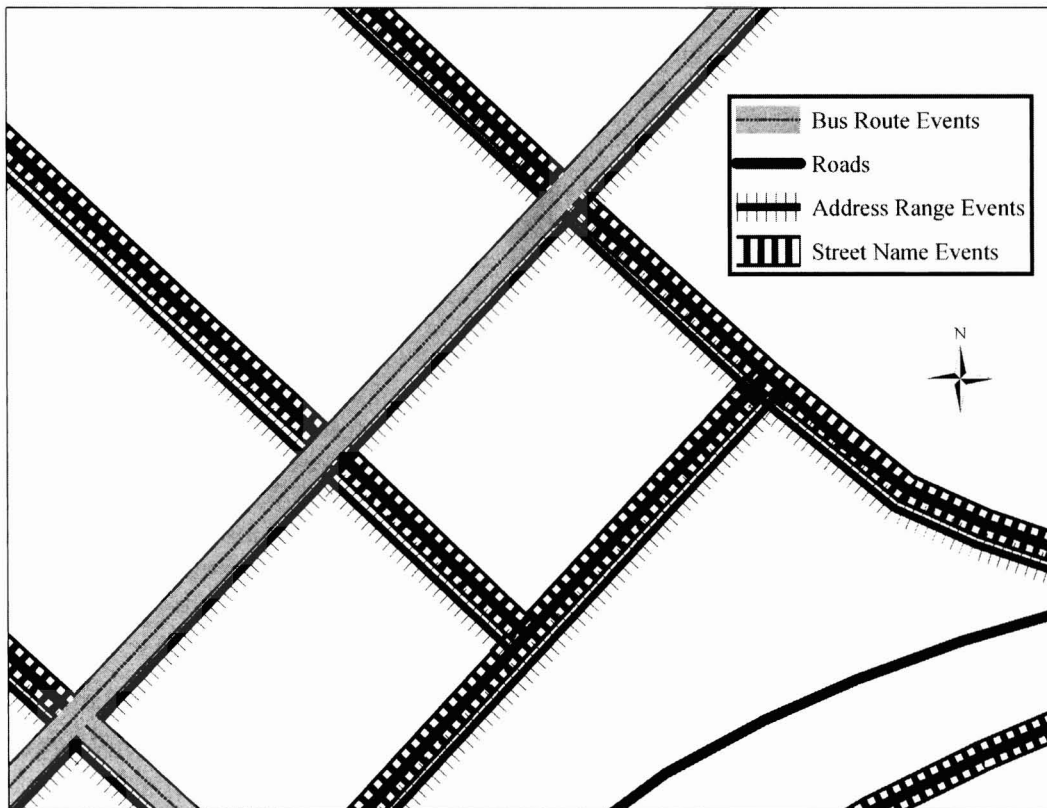 Bus Route Events
Roads
Address Range Events
Street Name Events
N